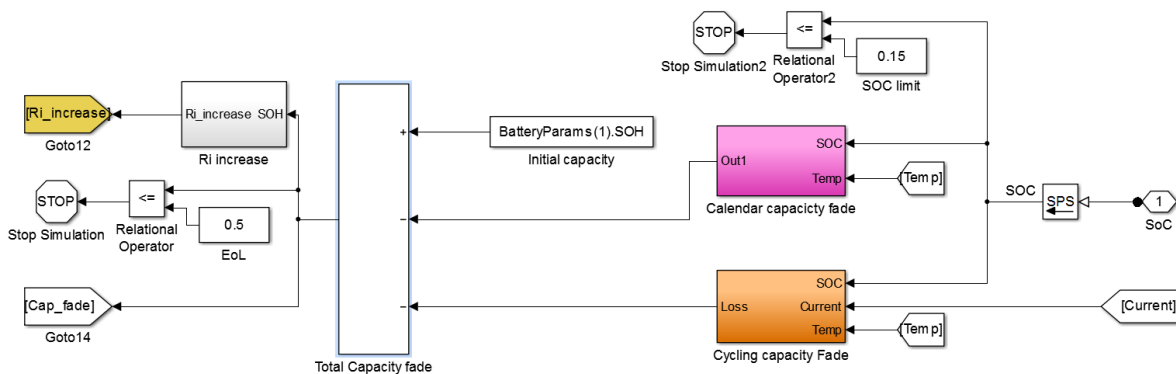 STOP
Stop Simulation2
<=
Relational
Operator2
0.15
SOC limit
[Ri_increase]
Goto12
Ri_increase SOH
Ri increase
STOP
Stop Simulation
<=
Relational
Operator
0.5
EoL
[Cap_fade]
Goto14
+
−
−
Total Capacity fade
BatteryParams(1).SOH
Initial capacity
Out1
SOC
Temp
Calendar capacicty fade
[Temp]
Loss
SOC
Current
Temp
Cycling capacity Fade
[Temp]
SOC
SPS
1
SoC
[Current]